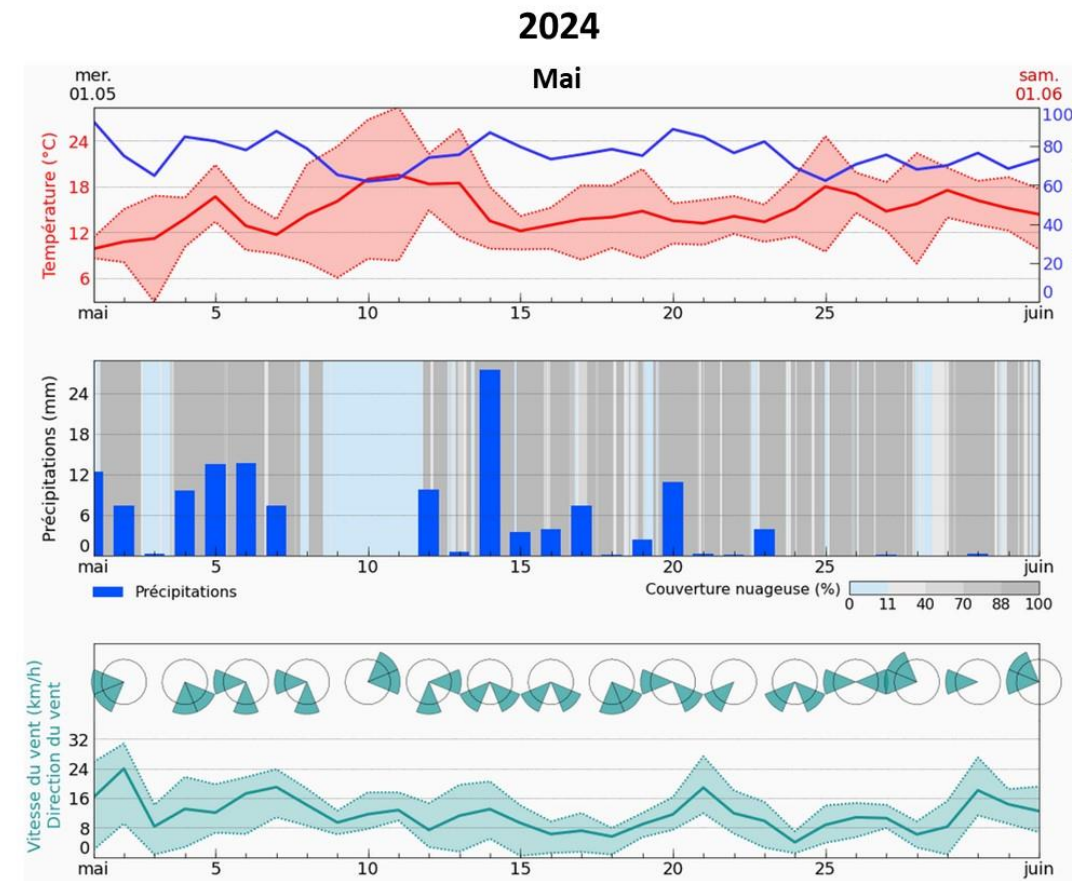 2024
Mai
mer.
01.05
sam.
01.06
Température (°C)
24
18
12
6
100
80
60
40
20
0
mai 5 10 15 20 25 juin
Précipitations (mm)
24
18
12
6
0
mai 5 10 15 20 25 juin
Précipitations
Couverture nuageuse (%)
0 11 40 70 88 100
Vitesse du vent (km/h)
Direction du vent
32
24
16
8
0
mai 5 10 15 20 25 juin